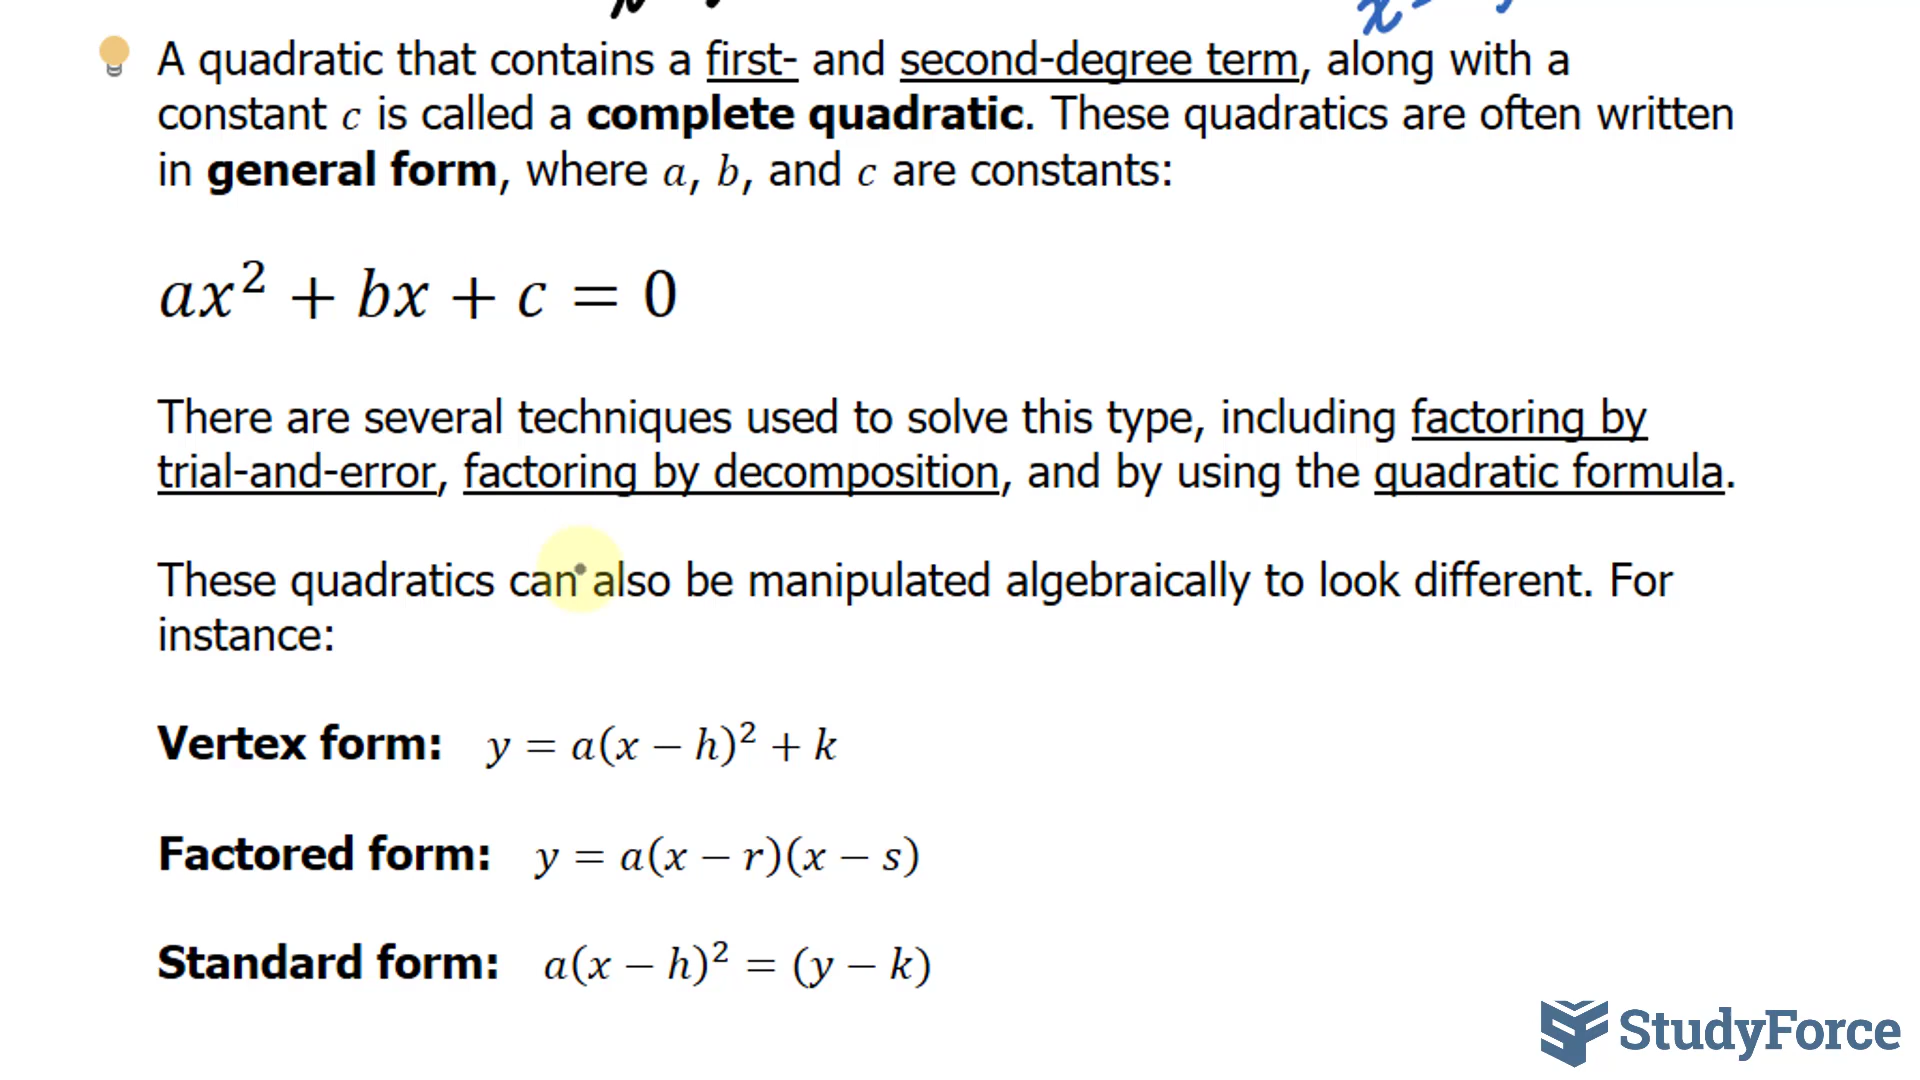 A quadratic that contains a first- and second-degree term, along with a
constant c is called a complete quadratic. These quadratics are often written
in general form, where a, b, and c are constants:
ax² + bx + c = 0
There are several techniques used to solve this type, including factoring by
trial-and-error, factoring by decomposition, and by using the quadratic formula.
These quadratics can also be manipulated algebraically to look different. For
instance:
Vertex form: y = a(x − h)² + k
Factored form: y = a(x − r)(x − s)
Standard form: a(x − h)² = (y − k)
StudyForce